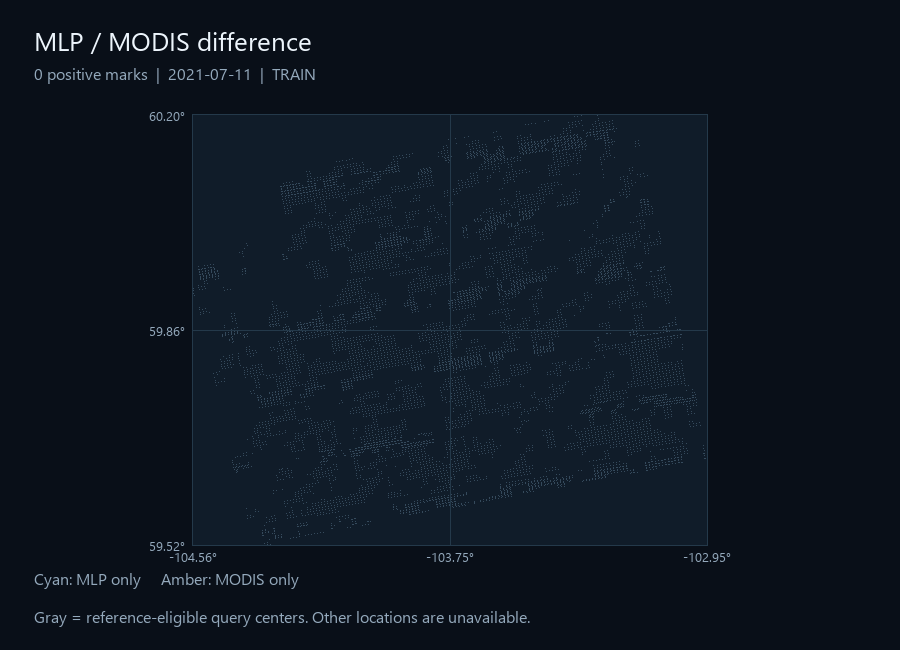 MLP / MODIS difference
0 positive marks | 2021-07-11 | TRAIN
60.20°
59.86°
59.52°
-104.56° -103.75° -102.95°
Cyan: MLP only Amber: MODIS only
Gray = reference-eligible query centers. Other locations are unavailable.